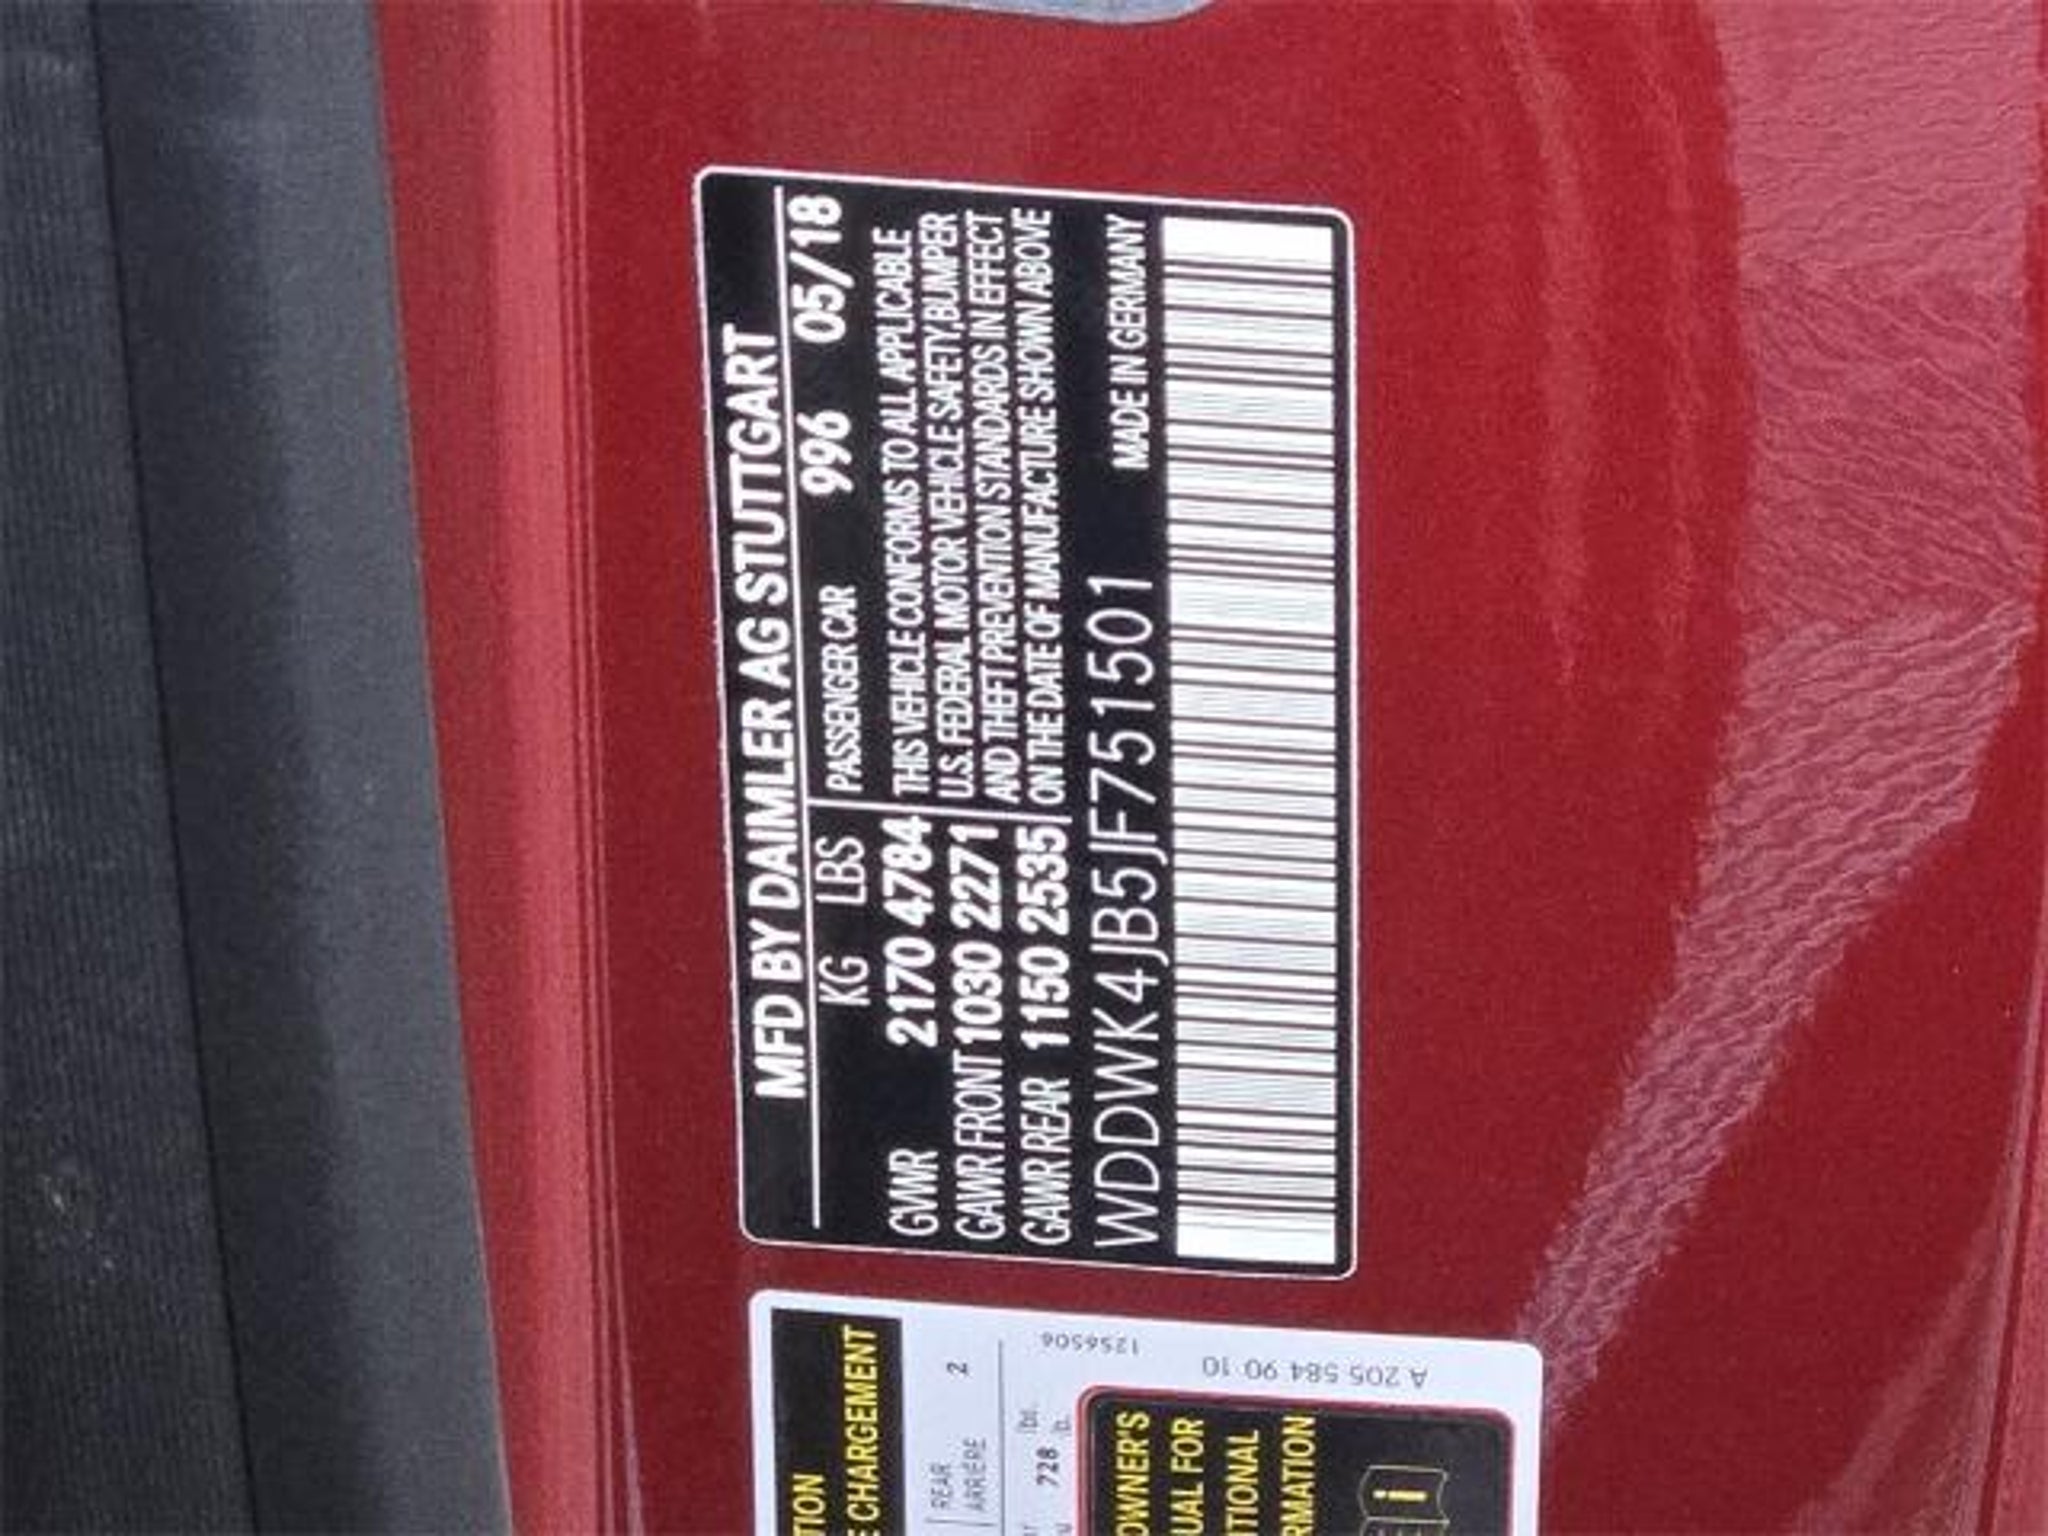 MFD BY DAIMLER AG STUTTGART
KG LBS PASSENGER CAR 996 05/18
GVWR 2170 4784
GAWR FRONT 1030 2271
GAWR REAR 1150 2535
THIS VEHICLE CONFORMS TO ALL APPLICABLE
U.S. FEDERAL MOTOR VEHICLE SAFETY, BUMPER
AND THEFT PREVENTION STANDARDS IN EFFECT
ON THE DATE OF MANUFACTURE SHOWN ABOVE
WDDWK4JB5JF751501 MADE IN GERMANY
CHARGEMENT
REAR 2
ARRIÈRE
728 lbs.
1256506
A 205 584 90 10
OWNER'S
FOR
i